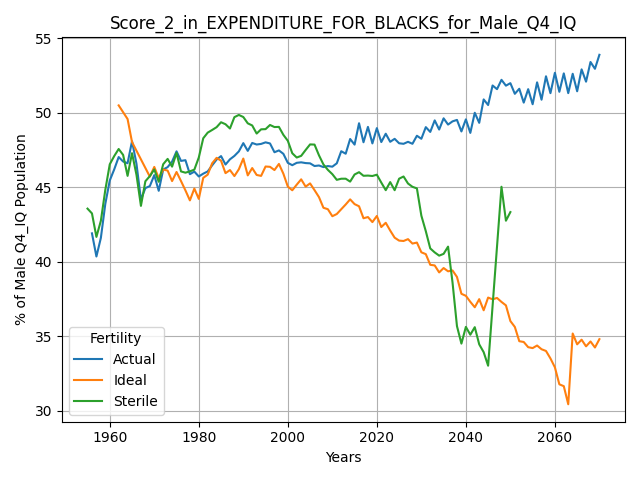 Score_2_in_EXPENDITURE_FOR_BLACKS_for_Male_Q4_IQ
% of Male Q4_IQ Population
55
50
45
40
35
30
Fertility
Actual
Ideal
Sterile
1960
1980
2000
2020
2040
2060
Years